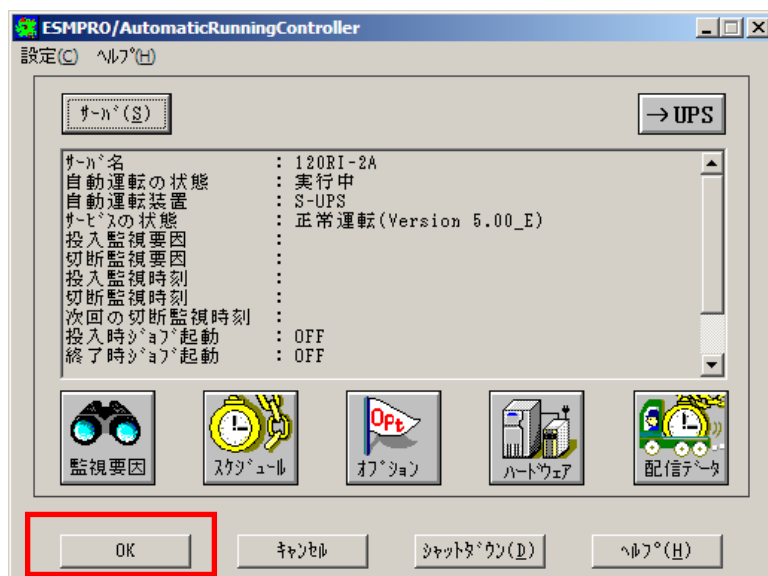 ESMPRO/AutomaticRunningController
設定(C) ﾍﾙﾌﾟ(H)
ｻｰﾊﾞ(S)
→UPS
ｻｰﾊﾞ名 : 120RI-2A
自動運転の状態 : 実行中
自動運転装置 : S-UPS
ｻｰﾋﾞｽの状態 : 正常運転(Version 5.00_E)
投入監視要因 :
切断監視要因 :
投入監視時刻 :
切断監視時刻 :
次回の切断監視時刻 :
投入時ｼﾞｮﾌﾞ起動 : OFF
終了時ｼﾞｮﾌﾞ起動 : OFF
OPt
監視要因 ｽｹｼﾞｭｰﾙ ｵﾌﾟｼｮﾝ ﾊｰﾄﾞｳｪｱ 配信ﾃﾞｰﾀ
OK ｷｬﾝｾﾙ ｼｬｯﾄﾀﾞｳﾝ(D) ﾍﾙﾌﾟ(H)